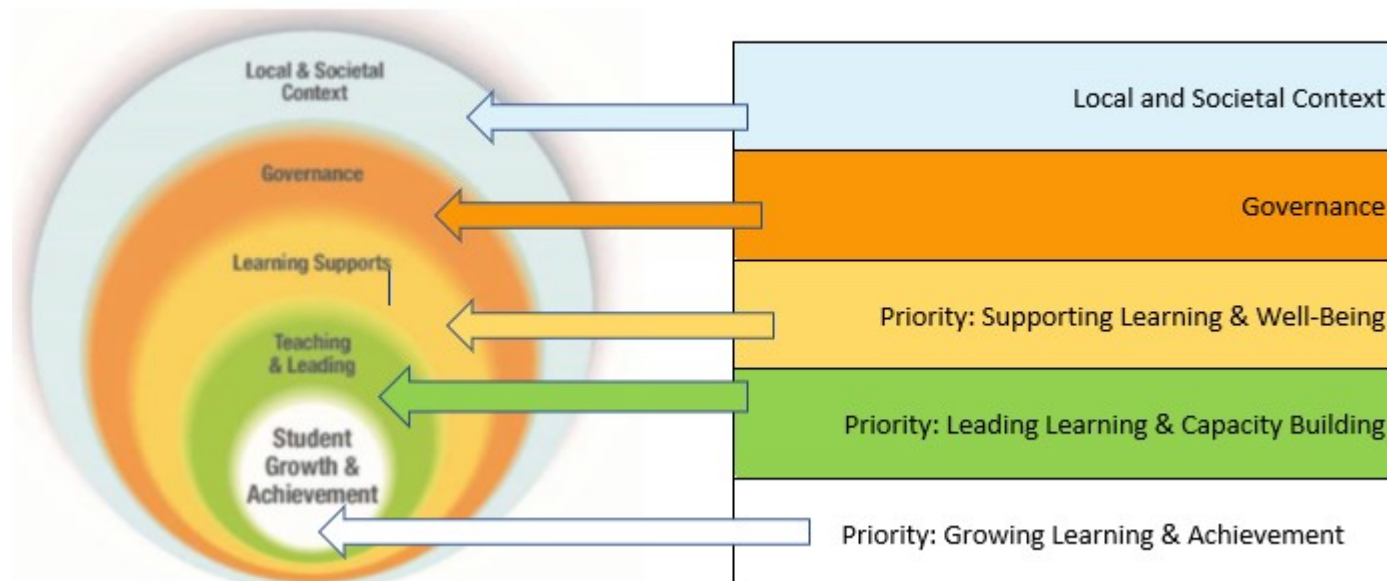 Local & Societal
Context
Governance
Learning Supports
Teaching
& Leading
Student
Growth &
Achievement
Local and Societal Context
Governance
Priority: Supporting Learning & Well-Being
Priority: Leading Learning & Capacity Building
Priority: Growing Learning & Achievement